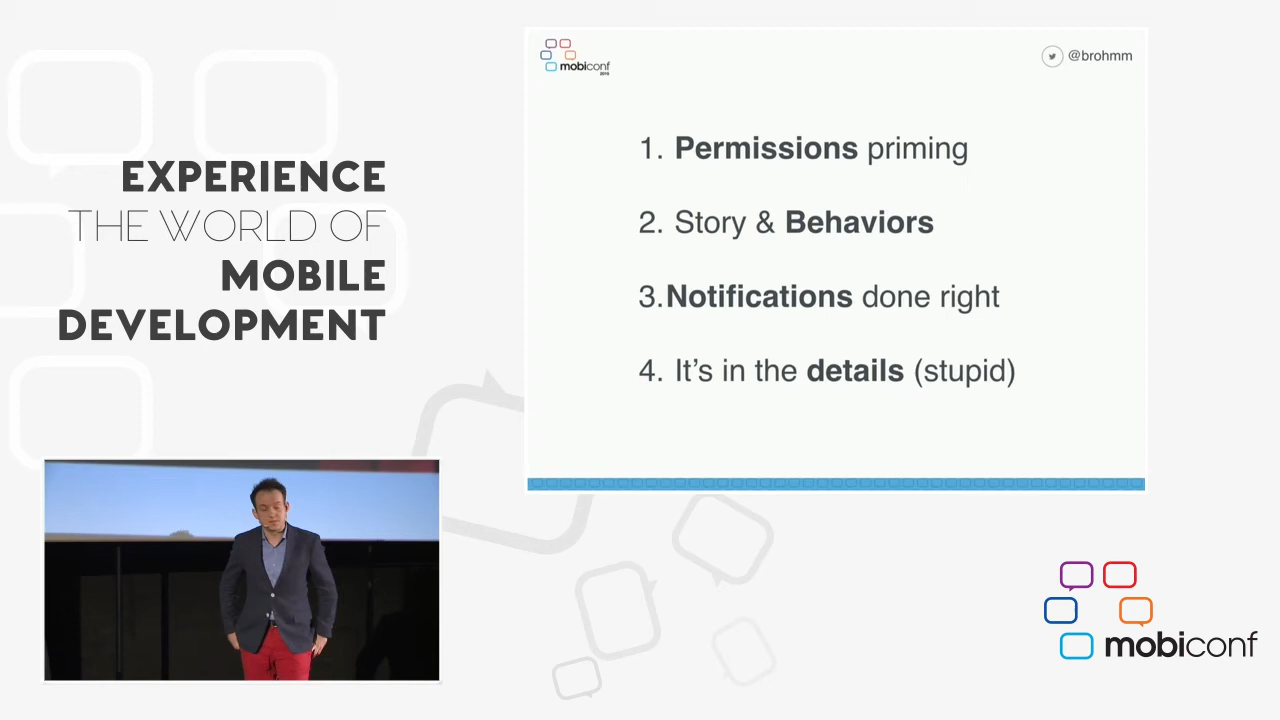 EXPERIENCE
THE WORLD OF
MOBILE
DEVELOPMENT
mobiconf
@brohmm
1. Permissions priming
2. Story & Behaviors
3.Notifications done right
4. It's in the details (stupid)
mobiconf